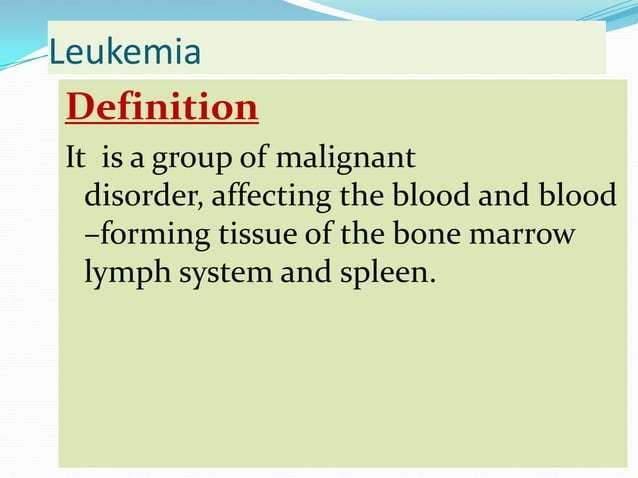 Leukemia
Definition
It is a group of malignant
disorder, affecting the blood and blood
–forming tissue of the bone marrow
lymph system and spleen.